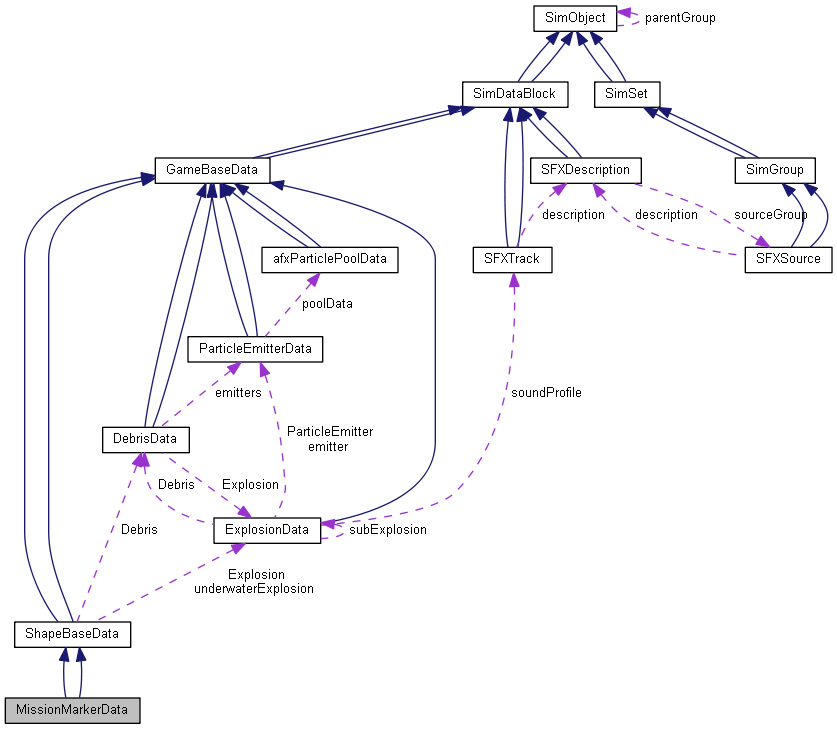 SimObject
parentGroup
SimDataBlock
SimSet
GameBaseData
SFXDescription
SimGroup
description
description
sourceGroup
afxParticlePoolData
SFXTrack
SFXSource
poolData
ParticleEmitterData
emitters
soundProfile
ParticleEmitter
emitter
DebrisData
Debris
Explosion
Debris
ExplosionData
subExplosion
Explosion
underwaterExplosion
ShapeBaseData
MissionMarkerData